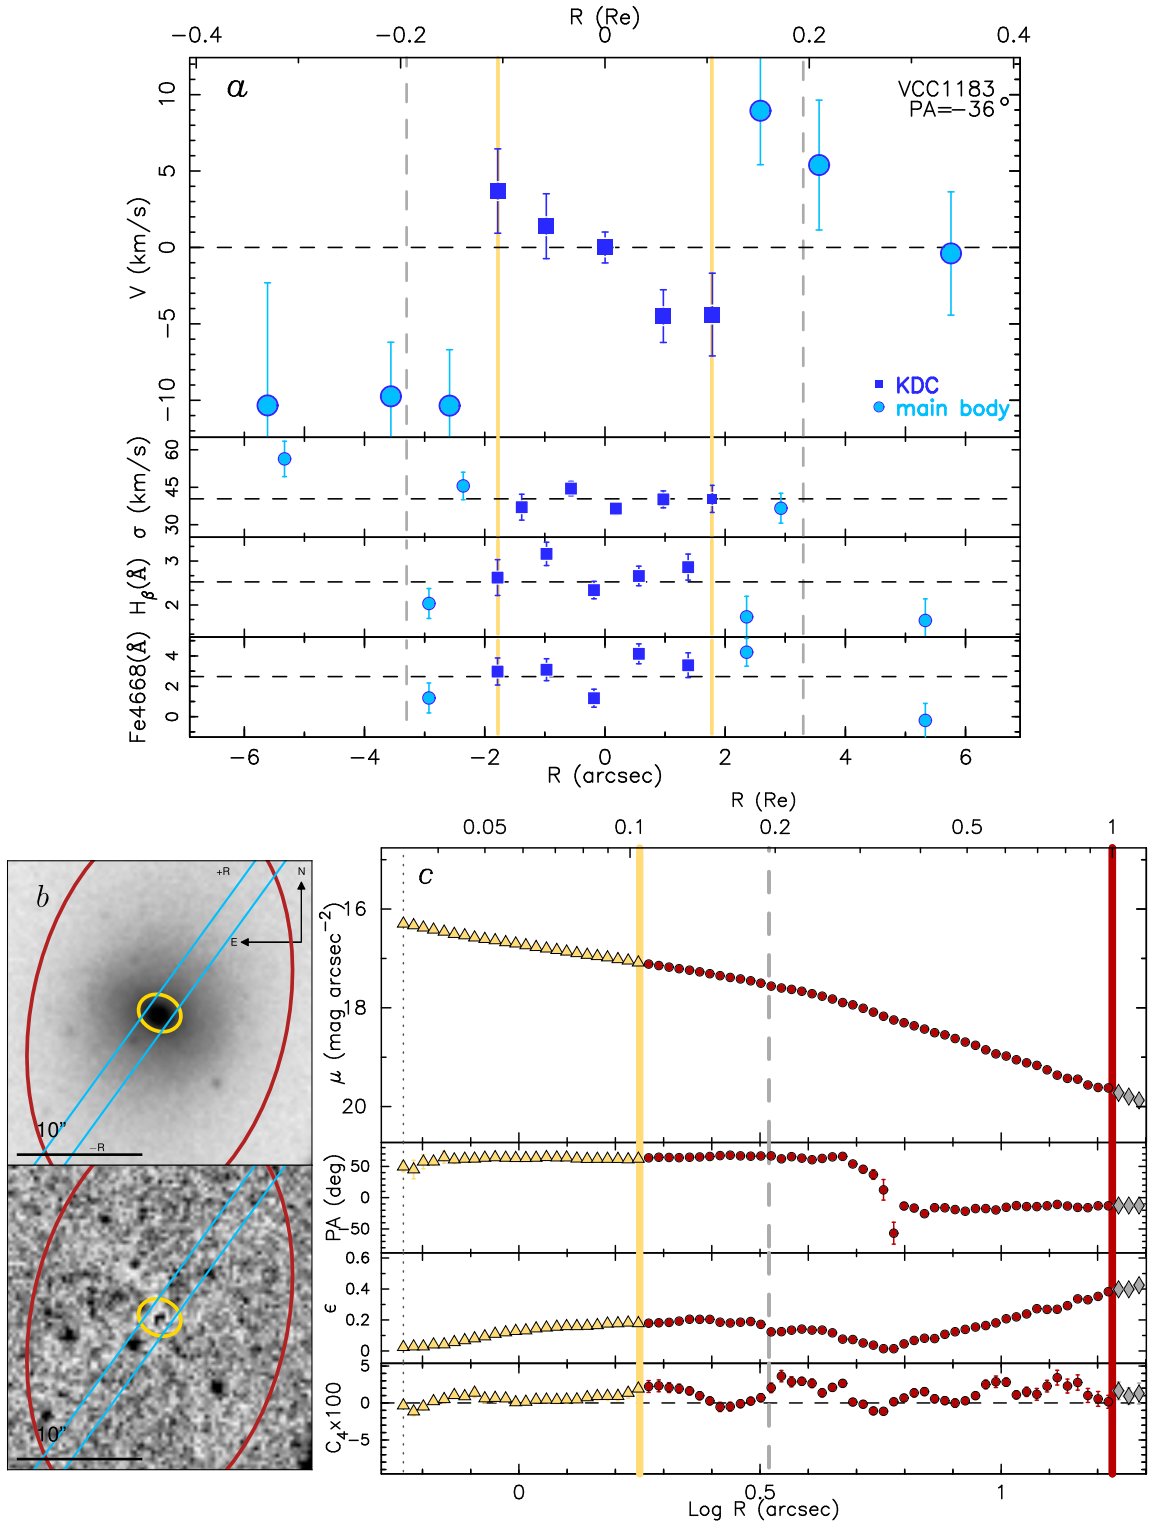 R (Re)
−0.4 −0.2 0 0.2 0.4
a
VCC1183
PA=−36°
10
5
0
−5
−10
V (km/s)
KDC
main body
60
45
30
σ (km/s)
3
2
Hβ(Å)
4
2
0
Fe4668(Å)
−6 −4 −2 0 2 4 6
R (arcsec)
R (Re)
0.05 0.1 0.2 0.5 1
b
+R
N
E
10”
−R
10”
c
16
18
20
μ (mag arcsec−2)
50
0
−50
PA (deg)
0.6
0.4
0.2
0
ϵ
5
0
−5
C4×100
0 0.5 1
Log R (arcsec)